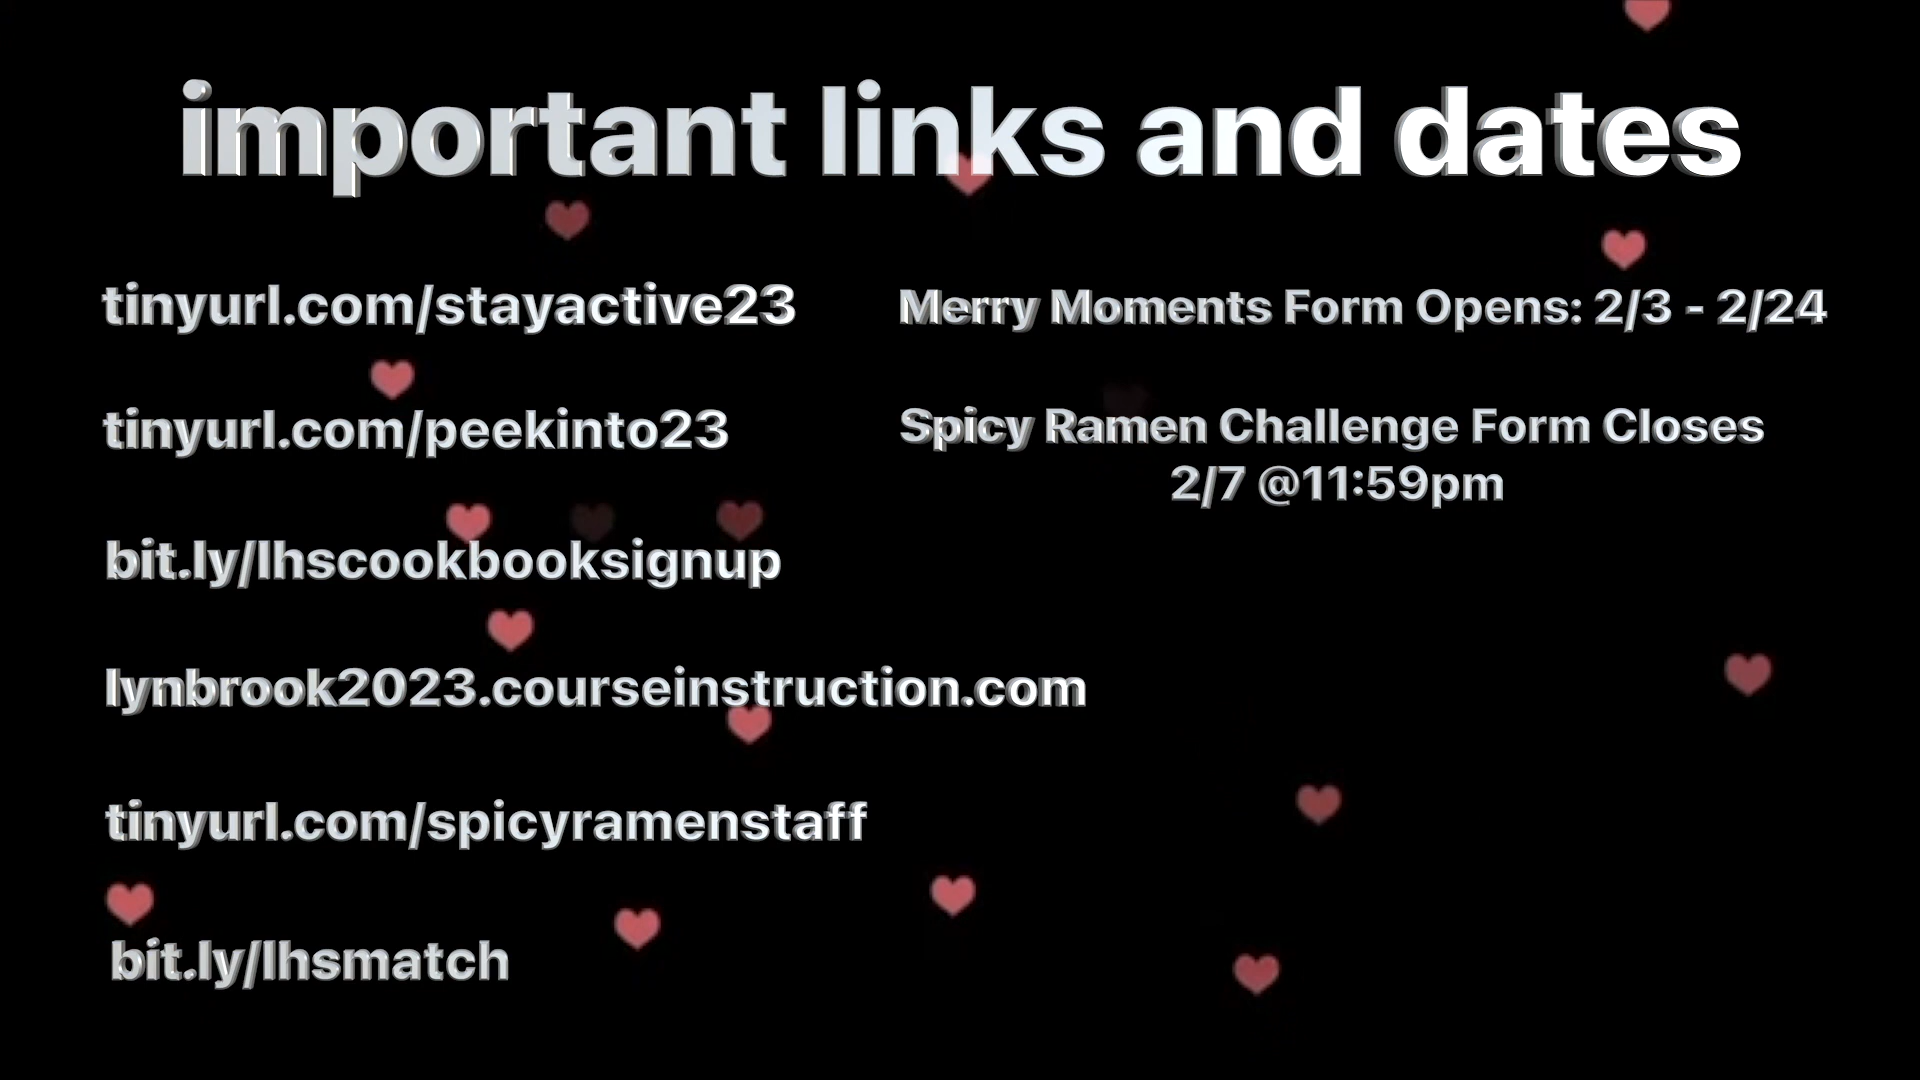 important links and dates
tinyurl.com/stayactive23
tinyurl.com/peekinto23
bit.ly/lhscookbooksignup
lynbrook2023.courseinstruction.com
tinyurl.com/spicyramenstaff
bit.ly/lhsmatch
Merry Moments Form Opens: 2/3 - 2/24
Spicy Ramen Challenge Form Closes
2/7 @11:59pm